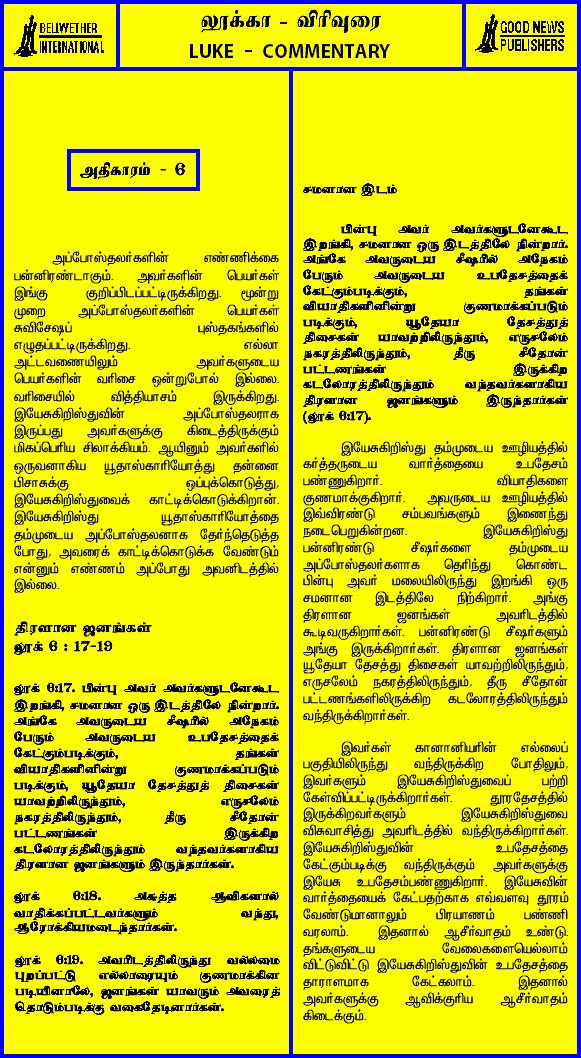 BELWETHER
INTERNATIONAL
லூக்கா - விரிவுரை
LUKE - COMMENTARY
GOOD NEWS
PUBLISHERS
அதிகாரம் - 6
அப்போஸ்தலர்களின் எண்ணிக்கை
பன்னிரண்டாகும். அவர்களின் பெயர்கள்
இங்கு குறிப்பிடப்பட்டிருக்கிறது. மூன்று
முறை அப்போஸ்தலர்களின் பெயர்கள்
சுவிசேஷப் புஸ்தகங்களில்
எழுதப்பட்டிருக்கிறது. எல்லா
அட்டவணையிலும் அவர்களுடைய
பெயர்களின் வரிசை ஒன்றுபோல் இல்லை.
வரிசையில் வித்தியாசம் இருக்கிறது.
இயேசுகிறிஸ்துவின் அப்போஸ்தலராக
இருப்பது அவர்களுக்கு கிடைத்திருக்கும்
மிகப்பெரிய சிலாக்கியம். ஆயினும் அவர்களில்
ஒருவனாகிய யூதாஸ்காரியோத்து தன்னை
பிசாசுக்கு ஒப்புக்கொடுத்து,
இயேசுகிறிஸ்துவைக் காட்டிக்கொடுக்கிறான்.
இயேசுகிறிஸ்து யூதாஸ்காரியோத்தை
தம்முடைய அப்போஸ்தலனாக தேர்ந்தெடுத்த
போது, அவரைக் காட்டிக்கொடுக்க வேண்டும்
என்னும் எண்ணம் அப்போது அவனிடத்தில்
இல்லை.
திரளான ஜனங்கள்
லூக் 6 : 17-19
லூக் 6:17. பின்பு அவர் அவர்களுடனேகூட
இறங்கி, சமனான ஒரு இடத்திலே நின்றார்.
அங்கே அவருடைய சீஷரில் அநேகம்
பேரும் அவருடைய உபதேசத்தைக்
கேட்கும்படிக்கும், தங்கள்
வியாதிகளினின்று குணமாக்கப்படும்
படிக்கும், யூதேயா தேசத்துத் திசைகள்
யாவற்றிலிருந்தும், எருசலேம்
நகரத்திலிருந்தும், தீரு சீதோன்
பட்டணங்கள் இருக்கிற
கடலோரத்திலிருந்தும் வந்தவர்களாகிய
திரளான ஜனங்களும் இருந்தார்கள்.
லூக் 6:18. அசுத்த ஆவிகளால்
வாதிக்கப்பட்டவர்களும் வந்து,
ஆரோக்கியமடைந்தார்கள்.
லூக் 6:19. அவரிடத்திலிருந்து வல்லமை
புறப்பட்டு எல்லாரையும் குணமாக்கின
படியினாலே, ஜனங்கள் யாவரும் அவரைத்
தொடும்படிக்கு வகைதேடினார்கள்.
சமனான இடம்
பின்பு அவர் அவர்களுடனேகூட
இறங்கி, சமனான ஒரு இடத்திலே நின்றார்.
அங்கே அவருடைய சீஷரில் அநேகம்
பேரும் அவருடைய உபதேசத்தைக்
கேட்கும்படிக்கும், தங்கள்
வியாதிகளினின்று குணமாக்கப்படும்
படிக்கும், யூதேயா தேசத்துத்
திசைகள் யாவற்றிலிருந்தும், எருசலேம்
நகரத்திலிருந்தும், தீரு சீதோன்
பட்டணங்கள் இருக்கிற
கடலோரத்திலிருந்தும் வந்தவர்களாகிய
திரளான ஜனங்களும் இருந்தார்கள்
(லூக் 6:17).
இயேசுகிறிஸ்து தம்முடைய ஊழியத்தில்
கர்த்தருடைய வார்த்தையை உபதேசம்
பண்ணுகிறார். வியாதிகளை
குணமாக்குகிறார். அவருடைய ஊழியத்தில்
இவ்விரண்டு சம்பவங்களும் இணைந்து
நடைபெறுகின்றன. இயேசுகிறிஸ்து
பன்னிரண்டு சீஷர்களை தம்முடைய
அப்போஸ்தலர்களாக தெரிந்து கொண்ட
பின்பு அவர் மலையிலிருந்து இறங்கி ஒரு
சமனான இடத்திலே நிற்கிறார். அங்கு
திரளான ஜனங்கள் அவரிடத்தில்
கூடிவருகிறார்கள். பன்னிரண்டு சீஷர்களும்
அங்கு இருக்கிறார்கள். திரளான ஜனங்கள்
யூதேயா தேசத்து திசைகள் யாவற்றிலிருந்தும்,
எருசலேம் நகரத்திலிருந்தும், தீரு சீதோன்
பட்டணங்களிலிருக்கிற கடலோரத்திலிருந்தும்
வந்திருக்கிறார்கள்.
இவர்கள் கானானியரின் எல்லைப்
பகுதியிலிருந்து வந்திருக்கிற போதிலும்,
இவர்களும் இயேசுகிறிஸ்துவைப் பற்றி
கேள்விப்பட்டிருக்கிறார்கள். தூரதேசத்தில்
இருக்கிறவர்களும் இயேசுகிறிஸ்துவை
விசுவாசித்து அவரிடத்தில் வந்திருக்கிறார்கள்.
இயேசுகிறிஸ்துவின் உபதேசத்தை
கேட்கும்படிக்கு வந்திருக்கும் அவர்களுக்கு
இயேசு உபதேசம்பண்ணுகிறார். இயேசுவின்
வார்த்தையைக் கேட்பதற்காக எவ்வளவு தூரம்
வேண்டுமானாலும் பிரயாணம் பண்ணி
வரலாம். இதனால் ஆசீர்வாதம் உண்டு.
தங்களுடைய வேலைகளையெல்லாம்
விட்டுவிட்டு இயேசுகிறிஸ்துவின் உபதேசத்தை
தாராளமாக கேட்கலாம். இதனால்
அவர்களுக்கு ஆவிக்குரிய ஆசீர்வாதம்
கிடைக்கும்.